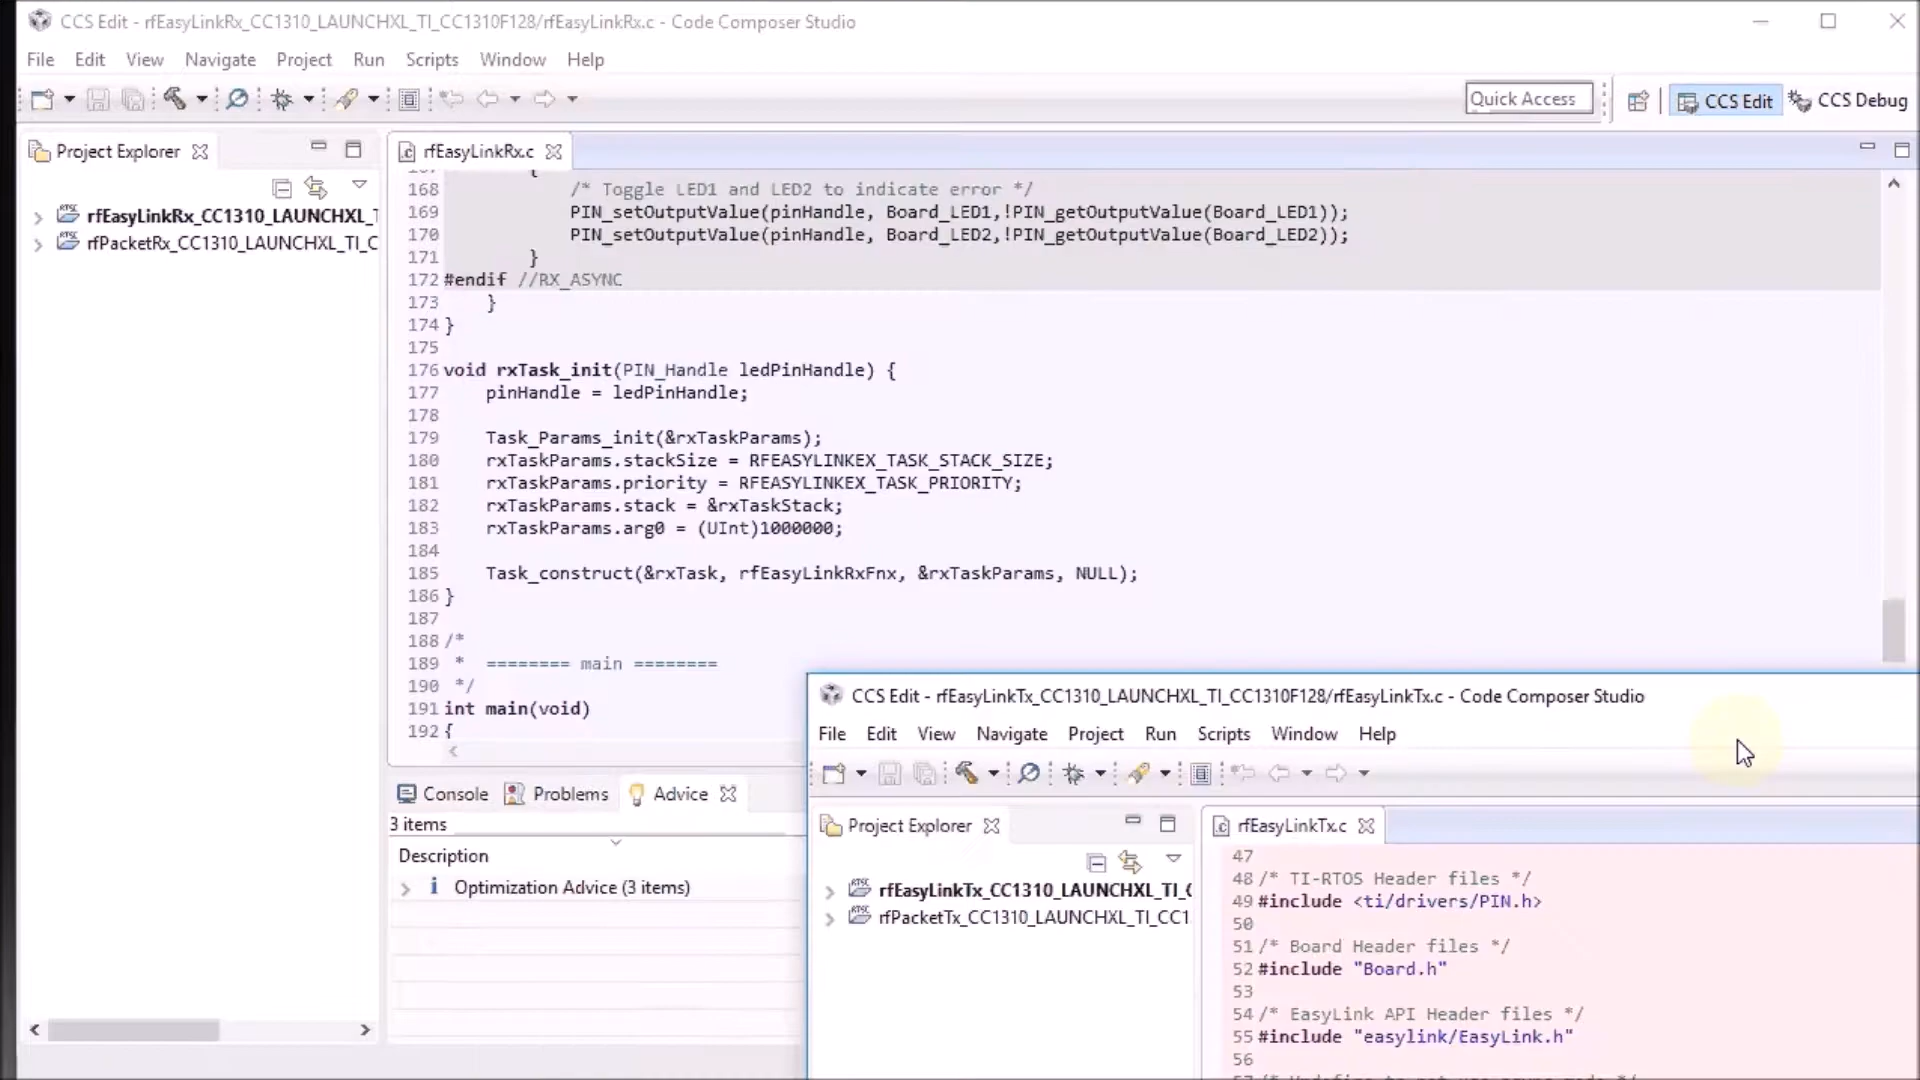 CCS Edit - rfEasyLinkRx_CC1310_LAUNCHXL_TI_CC1310F128/rfEasyLinkRx.c - Code Composer Studio
File Edit View Navigate Project Run Scripts Window Help
Quick Access
CCS Edit
CCS Debug
Project Explorer
rfEasyLinkRx_CC1310_LAUNCHXL_T
rfPacketRx_CC1310_LAUNCHXL_TI_C
rfEasyLinkRx.c
{
168 /* Toggle LED1 and LED2 to indicate error */
169 PIN_setOutputValue(pinHandle, Board_LED1,!PIN_getOutputValue(Board_LED1));
170 PIN_setOutputValue(pinHandle, Board_LED2,!PIN_getOutputValue(Board_LED2));
171 }
172 #endif //RX_ASYNC
173 }
174 }
175
176 void rxTask_init(PIN_Handle ledPinHandle) {
177 pinHandle = ledPinHandle;
178
179 Task_Params_init(&rxTaskParams);
180 rxTaskParams.stackSize = RFEASYLINKEX_TASK_STACK_SIZE;
181 rxTaskParams.priority = RFEASYLINKEX_TASK_PRIORITY;
182 rxTaskParams.stack = &rxTaskStack;
183 rxTaskParams.arg0 = (UInt)1000000;
184
185 Task_construct(&rxTask, rfEasyLinkRxFnx, &rxTaskParams, NULL);
186 }
187
188 /*
189 * ======== main ========
190 */
191 int main(void)
192 {
Console Problems Advice
3 items
Description
Optimization Advice (3 items)
CCS Edit - rfEasyLinkTx_CC1310_LAUNCHXL_TI_CC1310F128/rfEasyLinkTx.c - Code Composer Studio
File Edit View Navigate Project Run Scripts Window Help
Project Explorer
rfEasyLinkTx_CC1310_LAUNCHXL_TI_C
rfPacketTx_CC1310_LAUNCHXL_TI_CC1
rfEasyLinkTx.c
47
48 /* TI-RTOS Header files */
49 #include <ti/drivers/PIN.h>
50
51 /* Board Header files */
52 #include "Board.h"
53
54 /* EasyLink API Header files */
55 #include "easylink/EasyLink.h"
56